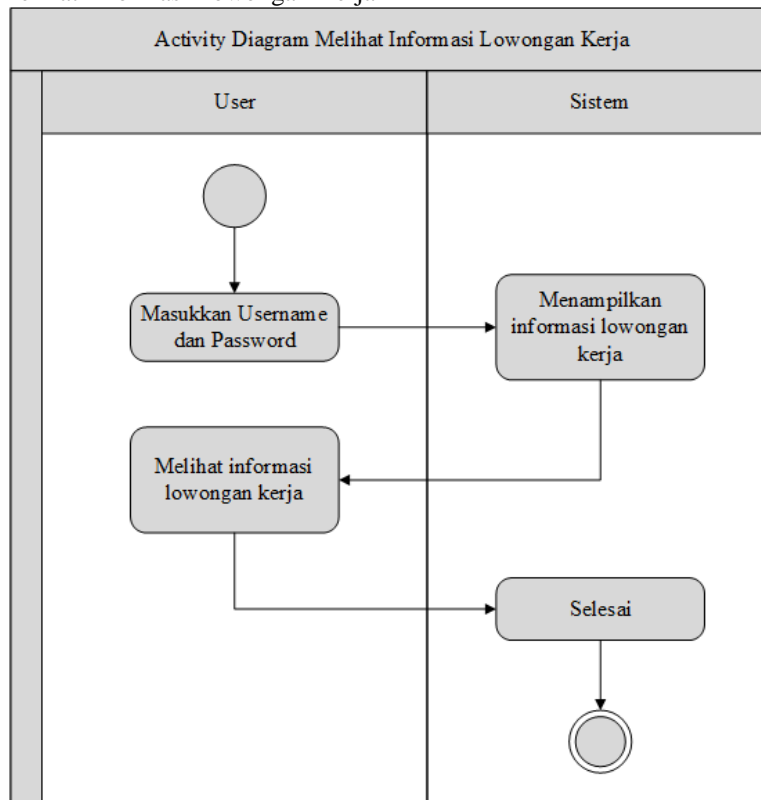 Activity Diagram Melihat Informasi Lowongan Kerja
User
Sistem
Masukkan Username
dan Password
Menampilkan
informasi lowongan
kerja
Melihat informasi
lowongan kerja
Selesai